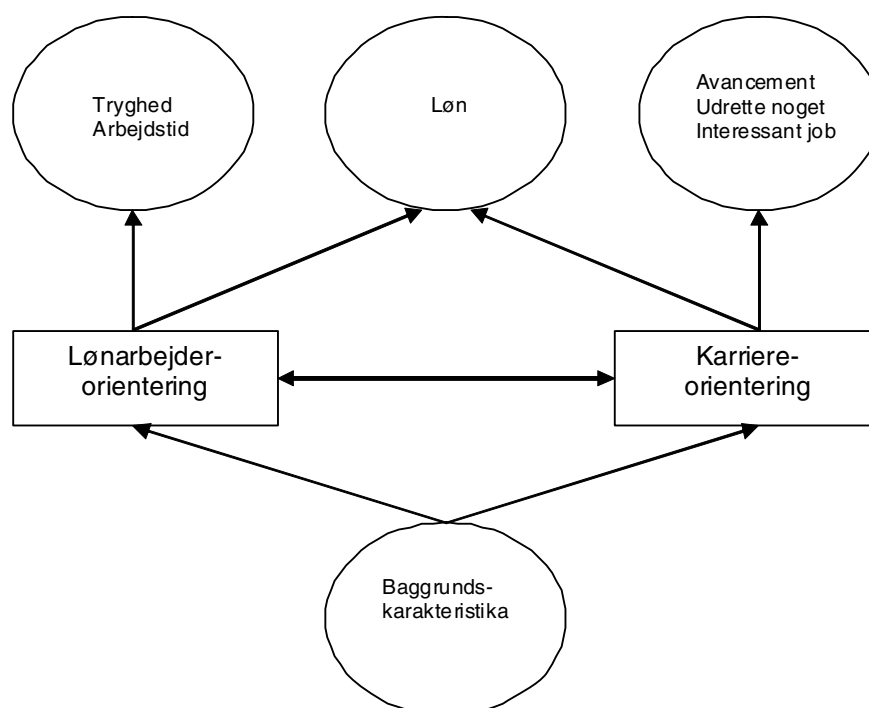 Tryghed
Arbejdstid
Løn
Avancement
Udrette noget
Interessant job
Lønarbejder-
orientering
Karriere-
orientering
Baggrunds-
karakteristika